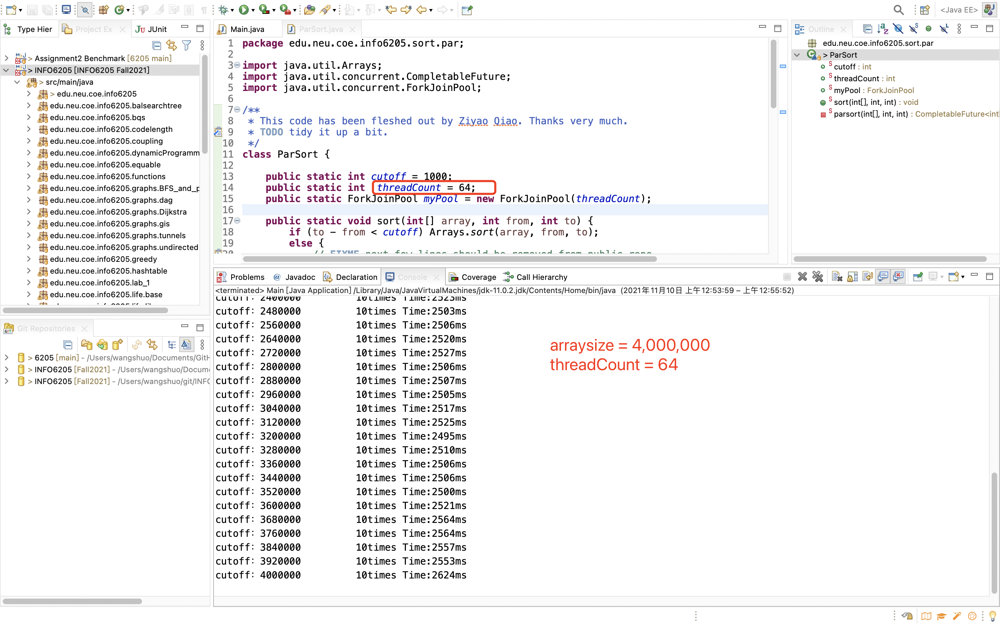 <Java EE>
Type Hier
Project Ex
JUnit
> Assignment2 Benchmark [6205 main]
> INFO6205 [INFO6205 Fall2021]
> src/main/java
> edu.neu.coe.info6205
edu.neu.coe.info6205.balsearchtree
edu.neu.coe.info6205.bqs
edu.neu.coe.info6205.codelength
edu.neu.coe.info6205.coupling
edu.neu.coe.info6205.dynamicProgramm
edu.neu.coe.info6205.equable
edu.neu.coe.info6205.functions
edu.neu.coe.info6205.graphs.BFS_and_p
edu.neu.coe.info6205.graphs.dag
edu.neu.coe.info6205.graphs.Dijkstra
edu.neu.coe.info6205.graphs.gis
edu.neu.coe.info6205.graphs.tunnels
edu.neu.coe.info6205.graphs.undirected
edu.neu.coe.info6205.greedy
edu.neu.coe.info6205.hashtable
edu.neu.coe.info6205.lab_1
edu.neu.coe.info6205.life.base
Git Repositories
> 6205 [main] - /Users/wangshuo/Documents/GitH
> INFO6205 [Fall2021] - /Users/wangshuo/Docum
> INFO6205 [Fall2021] - /Users/wangshuo/git/INFO
Main.java
ParSort.java
1 package edu.neu.coe.info6205.sort.par;
2
3 import java.util.Arrays;
4 import java.util.concurrent.CompletableFuture;
5 import java.util.concurrent.ForkJoinPool;
6
7 /**
8 * This code has been fleshed out by Ziyao Qiao. Thanks very much.
9 * TODO tidy it up a bit.
10 */
11 class ParSort {
12
13 public static int cutoff = 1000;
14 public static int threadCount = 64;
15 public static ForkJoinPool myPool = new ForkJoinPool(threadCount);
16
17 public static void sort(int[] array, int from, int to) {
18 if (to - from < cutoff) Arrays.sort(array, from, to);
19 else {
20 // FIXME next few lines should be removed from public repo
Outline
edu.neu.coe.info6205.sort.par
> ParSort
cutoff : int
threadCount : int
myPool : ForkJoinPool
sort(int[], int, int) : void
parsort(int[], int, int) : CompletableFuture<int
Problems
Javadoc
Declaration
Console
Coverage
Call Hierarchy
<terminated> Main [Java Application] /Library/Java/JavaVirtualMachines/jdk-11.0.2.jdk/Contents/Home/bin/java (2021年11月10日 上午12:53:59 – 上午12:55:52)
cutoff: 2400000 10times Time:2523ms
cutoff: 2480000 10times Time:2503ms
cutoff: 2560000 10times Time:2506ms
cutoff: 2640000 10times Time:2520ms
cutoff: 2720000 10times Time:2527ms
cutoff: 2800000 10times Time:2506ms
cutoff: 2880000 10times Time:2507ms
cutoff: 2960000 10times Time:2505ms
cutoff: 3040000 10times Time:2517ms
cutoff: 3120000 10times Time:2525ms
cutoff: 3200000 10times Time:2495ms
cutoff: 3280000 10times Time:2510ms
cutoff: 3360000 10times Time:2506ms
cutoff: 3440000 10times Time:2506ms
cutoff: 3520000 10times Time:2500ms
cutoff: 3600000 10times Time:2521ms
cutoff: 3680000 10times Time:2564ms
cutoff: 3760000 10times Time:2564ms
cutoff: 3840000 10times Time:2557ms
cutoff: 3920000 10times Time:2553ms
cutoff: 4000000 10times Time:2624ms
arraysize = 4,000,000
threadCount = 64